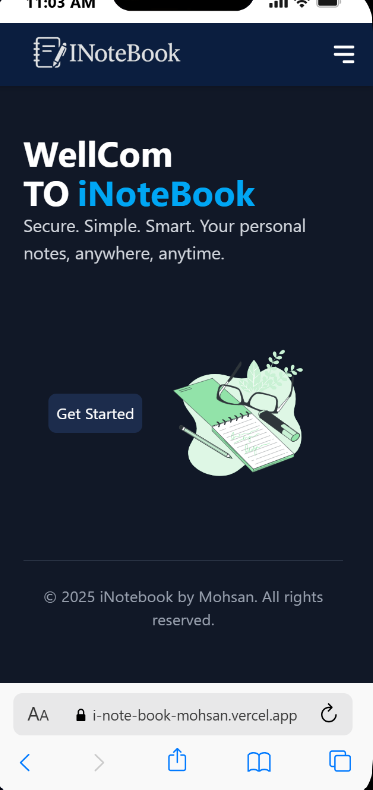 11:03 AM
INoteBook
WellCom
TO iNoteBook
Secure. Simple. Smart. Your personal
notes, anywhere, anytime.
Get Started
© 2025 iNotebook by Mohsan. All rights
reserved.
AA i-note-book-mohsan.vercel.app